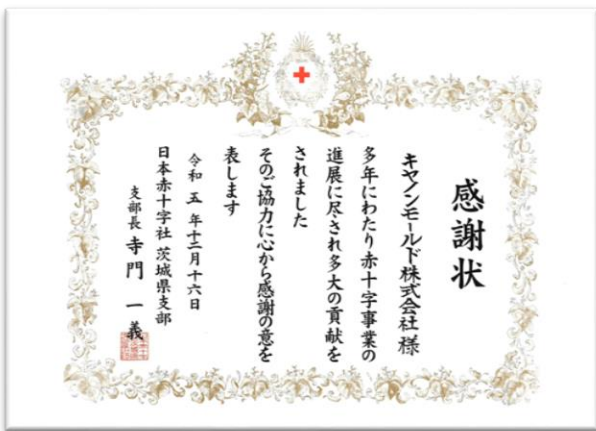 感謝状
キヤノンモールド株式会社 様
多年にわたり赤十字事業の
進展に尽され多大の貢献を
されました
そのご協力に心から感謝の意を
表します
令和 五 年十二月十六日
日本赤十字社 茨城県支部
支部長 寺門 一義